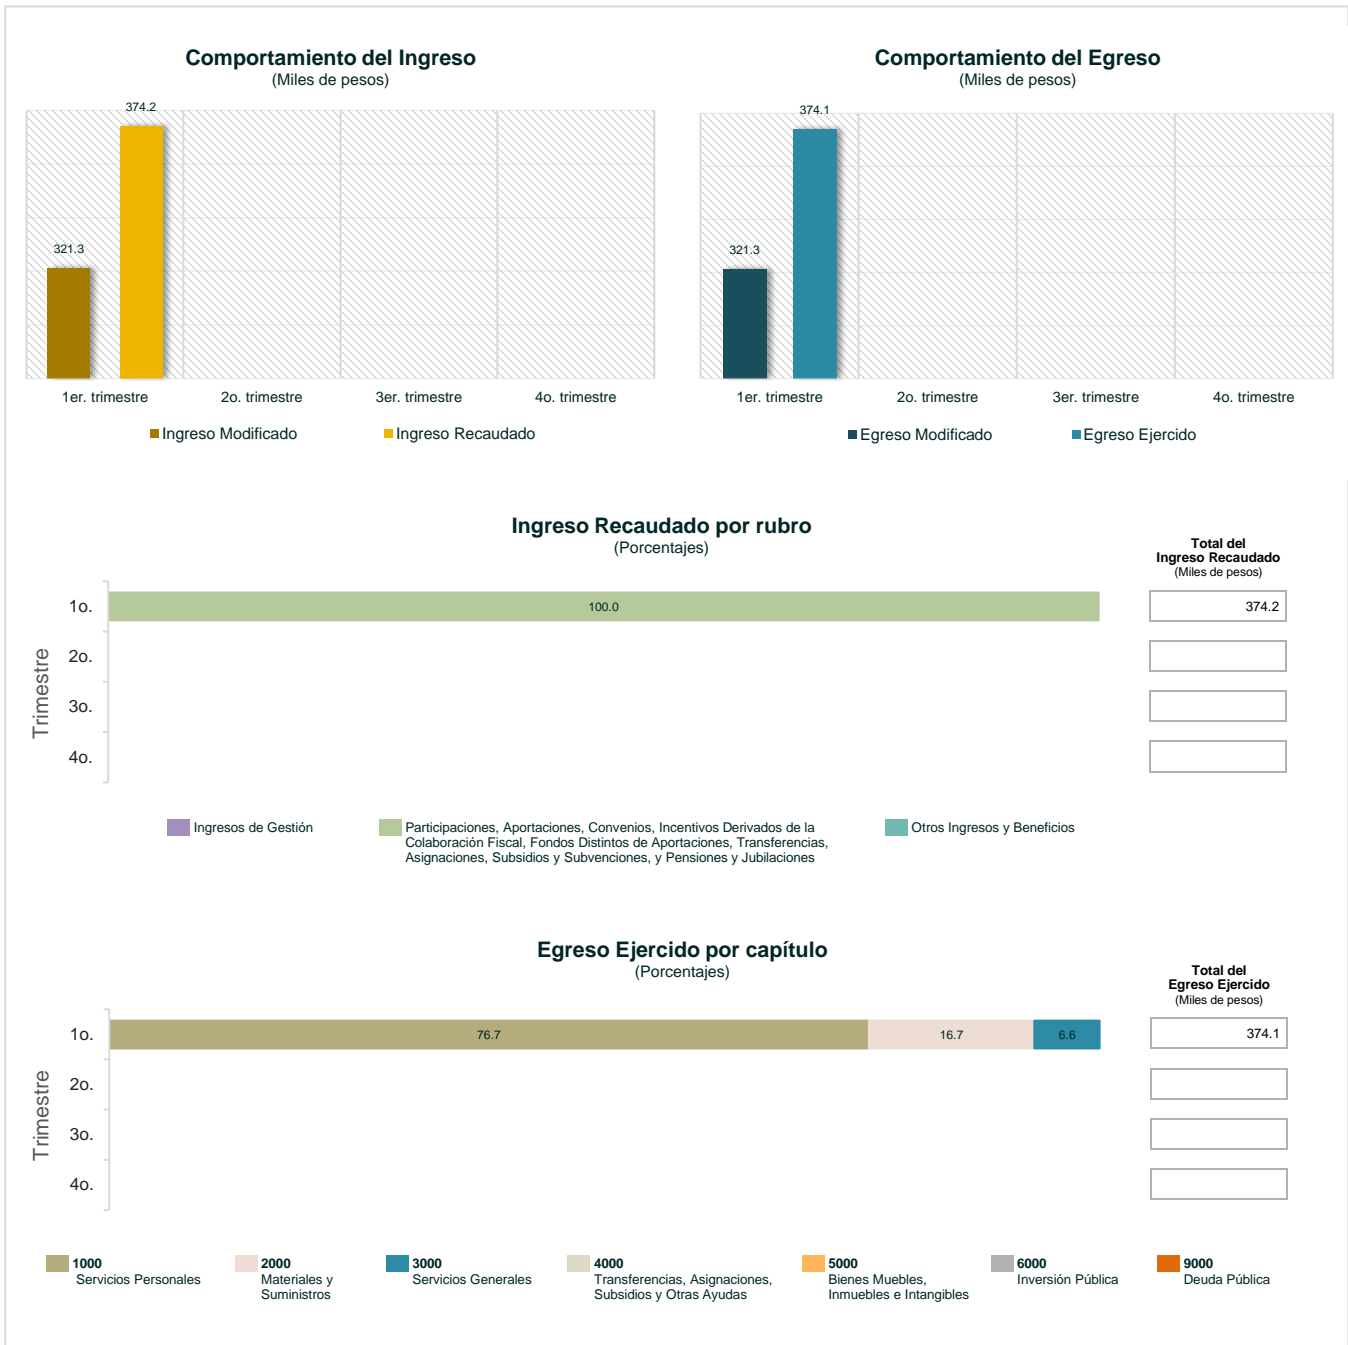 Comportamiento del Ingreso
(Miles de pesos)
374.2
321.3
1er. trimestre
2o. trimestre
3er. trimestre
4o. trimestre
Ingreso Modificado
Ingreso Recaudado
Comportamiento del Egreso
(Miles de pesos)
374.1
321.3
1er. trimestre
2o. trimestre
3er. trimestre
4o. trimestre
Egreso Modificado
Egreso Ejercido
Ingreso Recaudado por rubro
(Porcentajes)
Total del
Ingreso Recaudado
(Miles de pesos)
Trimestre
1o.
100.0
374.2
2o.
3o.
4o.
Ingresos de Gestión
Participaciones, Aportaciones, Convenios, Incentivos Derivados de la
Colaboración Fiscal, Fondos Distintos de Aportaciones, Transferencias,
Asignaciones, Subsidios y Subvenciones, y Pensiones y Jubilaciones
Otros Ingresos y Beneficios
Egreso Ejercido por capítulo
(Porcentajes)
Total del
Egreso Ejercido
(Miles de pesos)
Trimestre
1o.
76.7
16.7
6.6
374.1
2o.
3o.
4o.
1000
Servicios Personales
2000
Materiales y
Suministros
3000
Servicios Generales
4000
Transferencias, Asignaciones,
Subsidios y Otras Ayudas
5000
Bienes Muebles,
Inmuebles e Intangibles
6000
Inversión Pública
9000
Deuda Pública